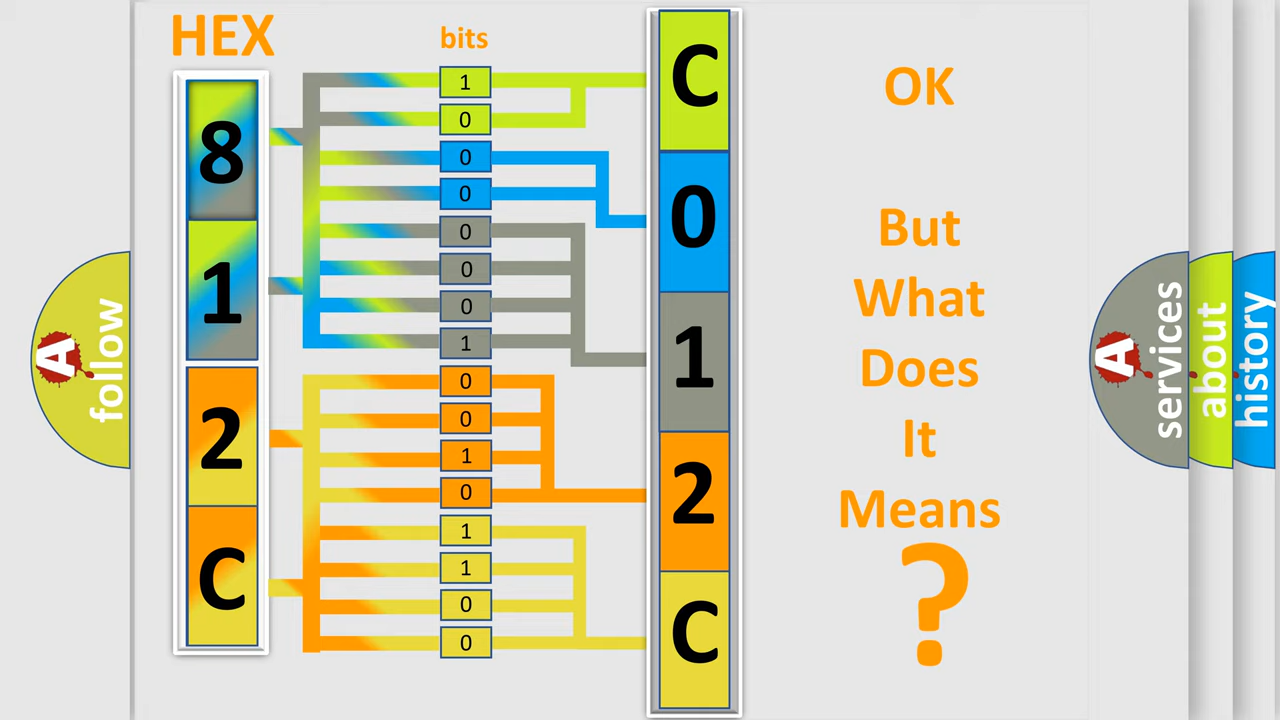 HEX
bits
8
1
2
C
1
0
0
0
0
0
0
1
0
0
1
0
1
1
0
0
C
0
1
2
C
OK
But
What
Does
It
Means
?
A
follow
A
services
about
history